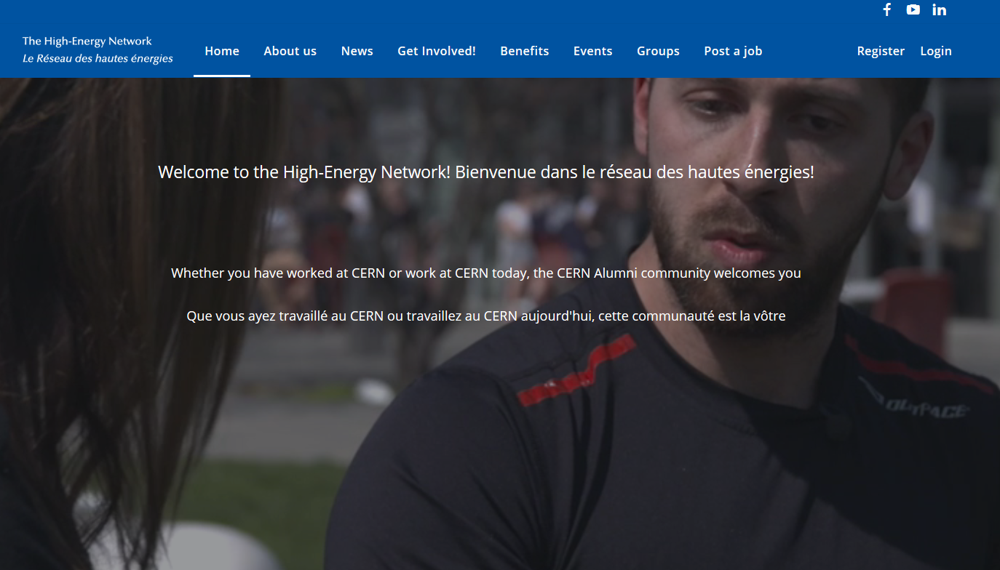 The High-Energy Network
Le Réseau des hautes énergies
Home About us News Get Involved! Benefits Events Groups Post a job Register Login
Welcome to the High-Energy Network! Bienvenue dans le réseau des hautes énergies!
Whether you have worked at CERN or work at CERN today, the CERN Alumni community welcomes you
Que vous ayez travaillé au CERN ou travaillez au CERN aujourd'hui, cette communauté est la vôtre